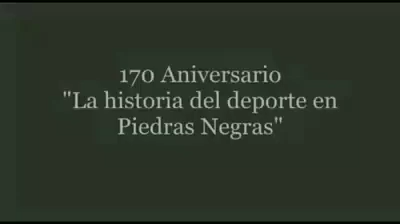 170 Aniversario
"La historia del deporte en
Piedras Negras"